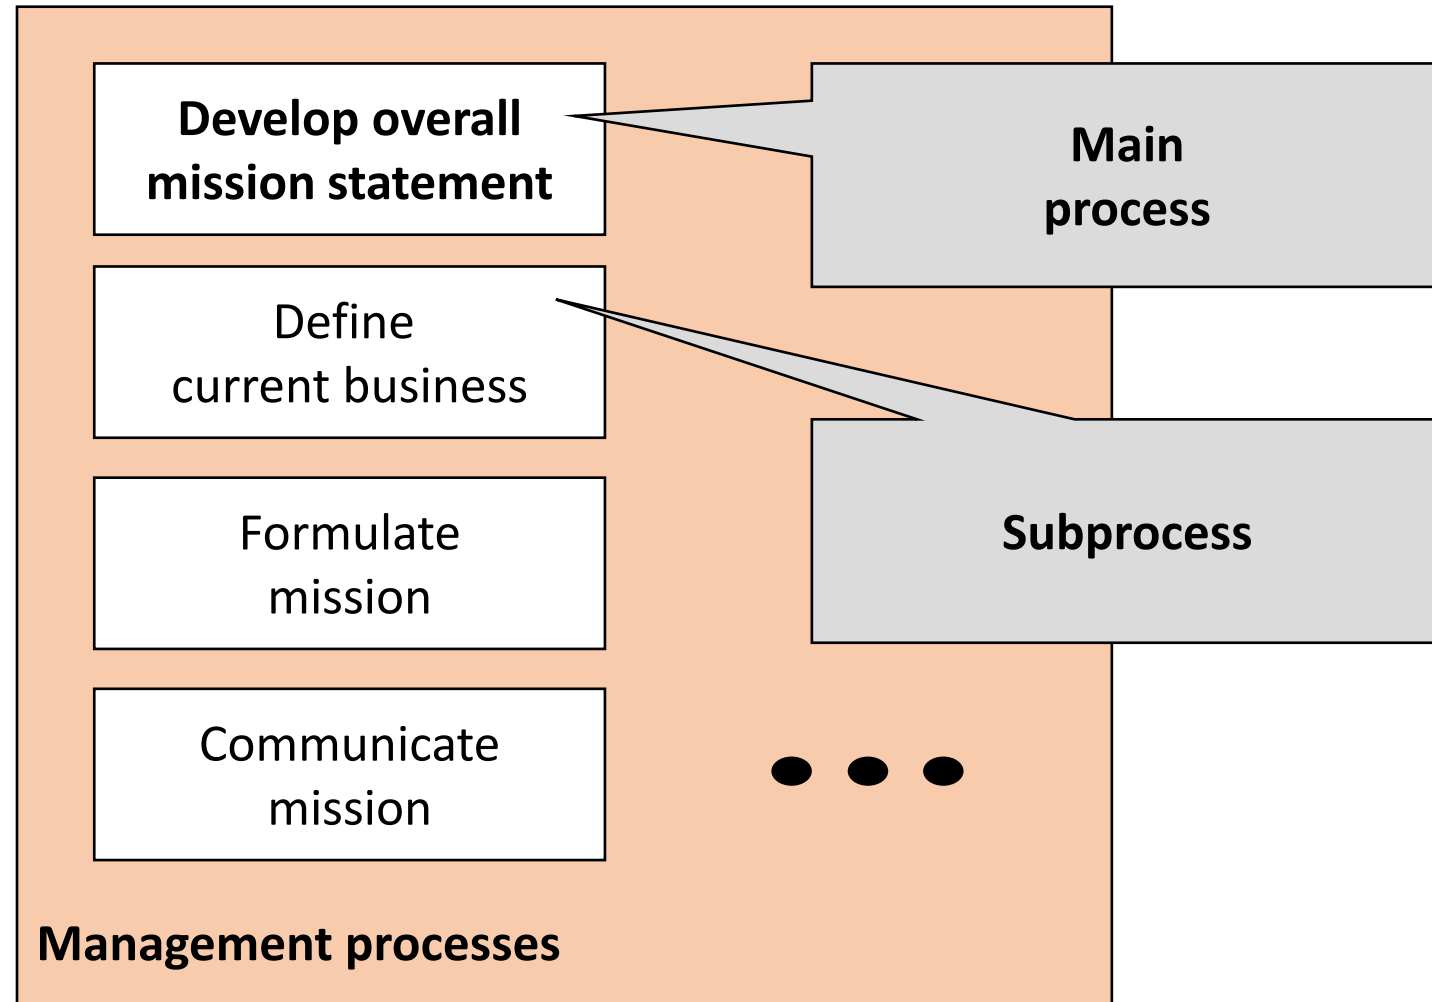 Develop overall
mission statement
Main
process
Define
current business
Formulate
mission
Subprocess
Communicate
mission
Management processes